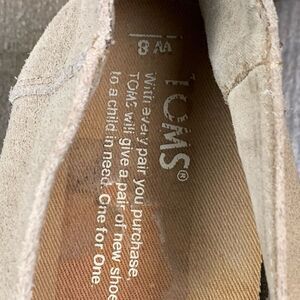 W 8
TOMS®
With every pair you purchase,
TOMS will give a pair of new shoes
to a child in need. One for One.